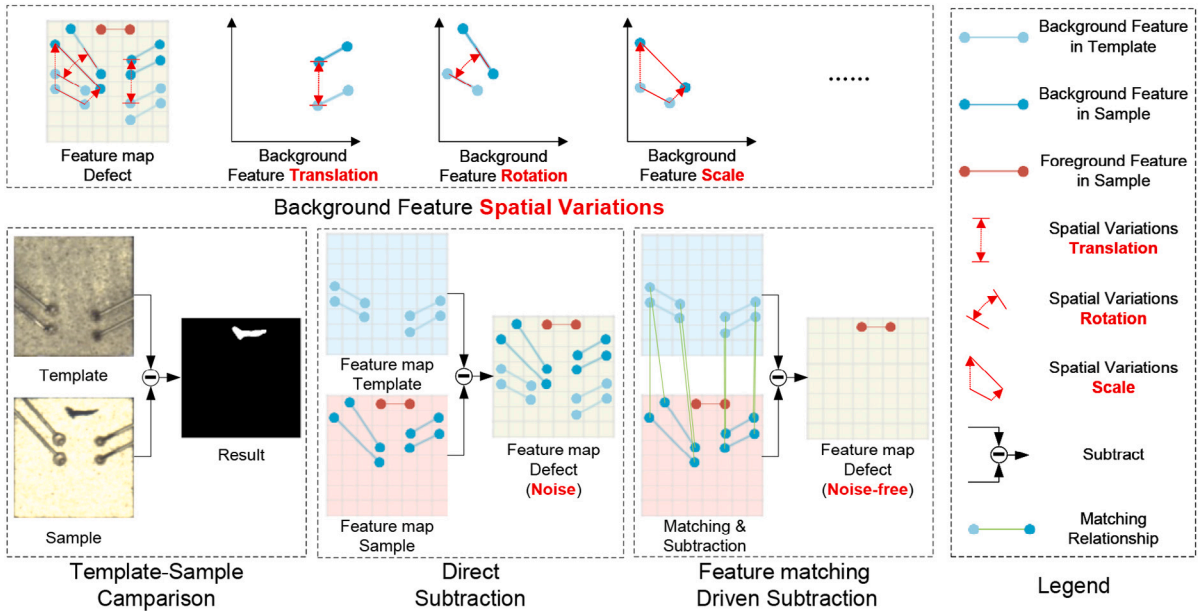 Feature map
Defect
Background
Feature Translation
Background
Feature Rotation
Background
Feature Scale
......
Background Feature Spatial Variations
Template
Sample
Result
Template-Sample
Comparison
Feature map
Template
Feature map
Sample
Feature map
Defect
(Noise)
Direct
Subtraction
Matching &
Subtraction
Feature map
Defect
(Noise-free)
Feature matching
Driven Subtraction
Background Feature
in Template
Background Feature
in Sample
Foreground Feature
in Sample
Spatial Variations
Translation
Spatial Variations
Rotation
Spatial Variations
Scale
Subtract
Matching
Relationship
Legend